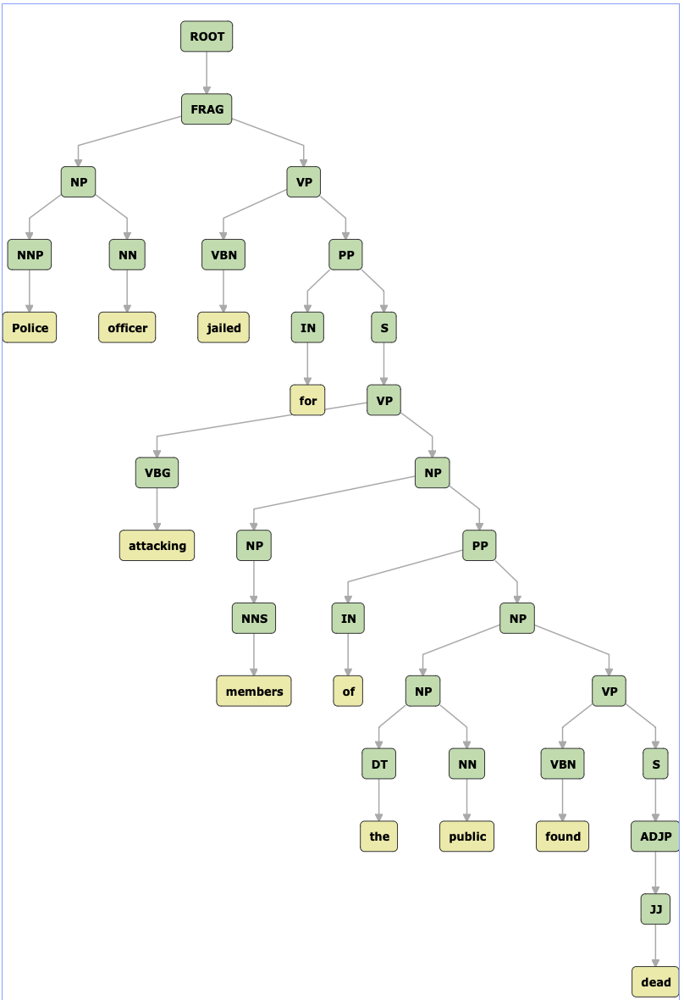 ROOT
FRAG
NP VP
NNP NN VBN PP
Police officer jailed IN S
for VP
VBG NP
attacking NP PP
NNS IN NP
members of NP VP
DT NN VBN S
the public found ADJP
JJ
dead